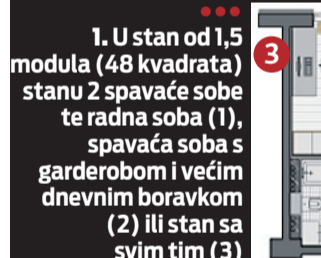 1. U stan od 1,5
modula (48 kvadrata)
stanu 2 spavaće sobe
te radna soba (1),
spavaća soba s
garderobom i većim
dnevnim boravkom
(2) ili stan sa
svim tim (3)
3